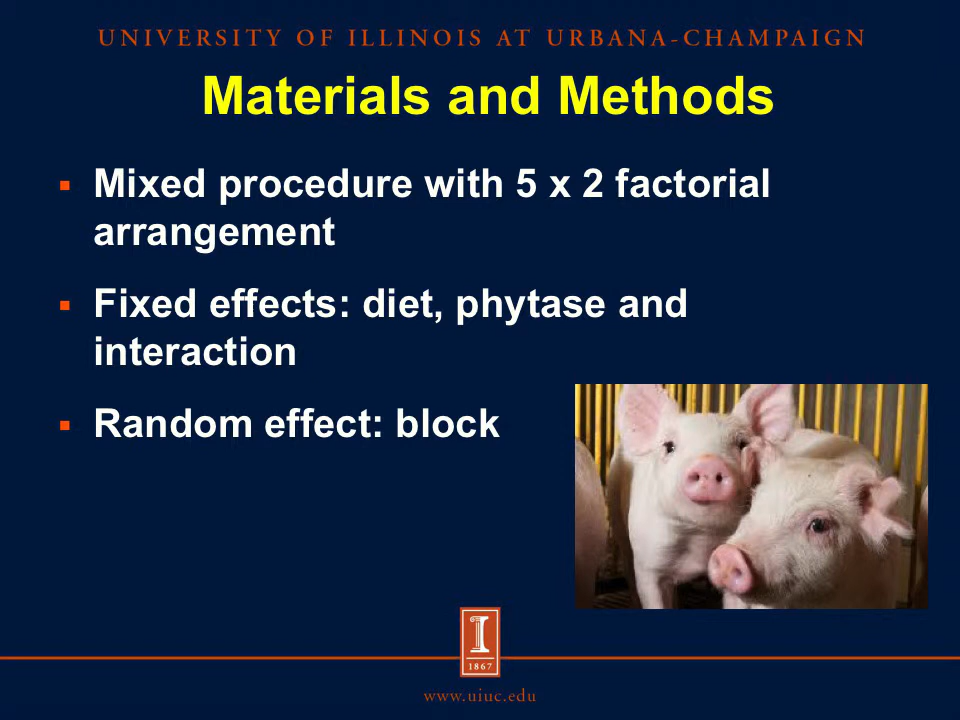 UNIVERSITY OF ILLINOIS AT URBANA-CHAMPAIGN
Materials and Methods
▪ Mixed procedure with 5 x 2 factorial
arrangement
▪ Fixed effects: diet, phytase and
interaction
▪ Random effect: block
I
1867
www.uiuc.edu